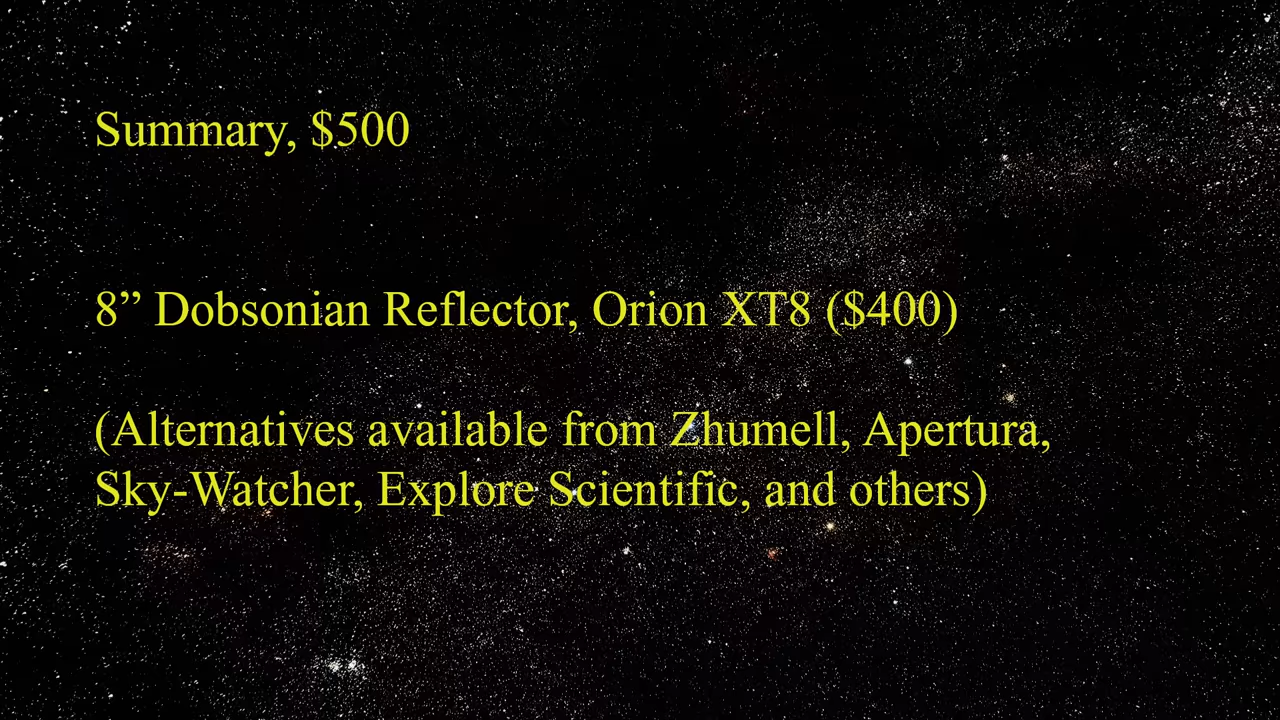 Summary, $500
8” Dobsonian Reflector, Orion XT8 ($400)
(Alternatives available from Zhumell, Apertura,
Sky-Watcher, Explore Scientific, and others)